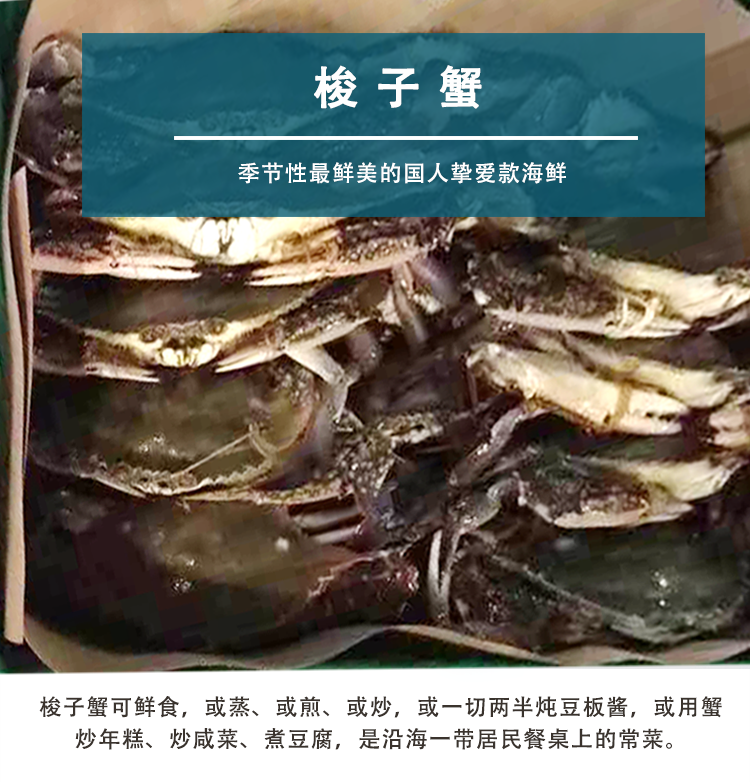 梭子蟹
季节性最鲜美的国人挚爱款海鲜
梭子蟹可鲜食，或蒸、或煎、或炒，或一切两半炖豆板酱，或用蟹
炒年糕、炒咸菜、煮豆腐，是沿海一带居民餐桌上的常菜。